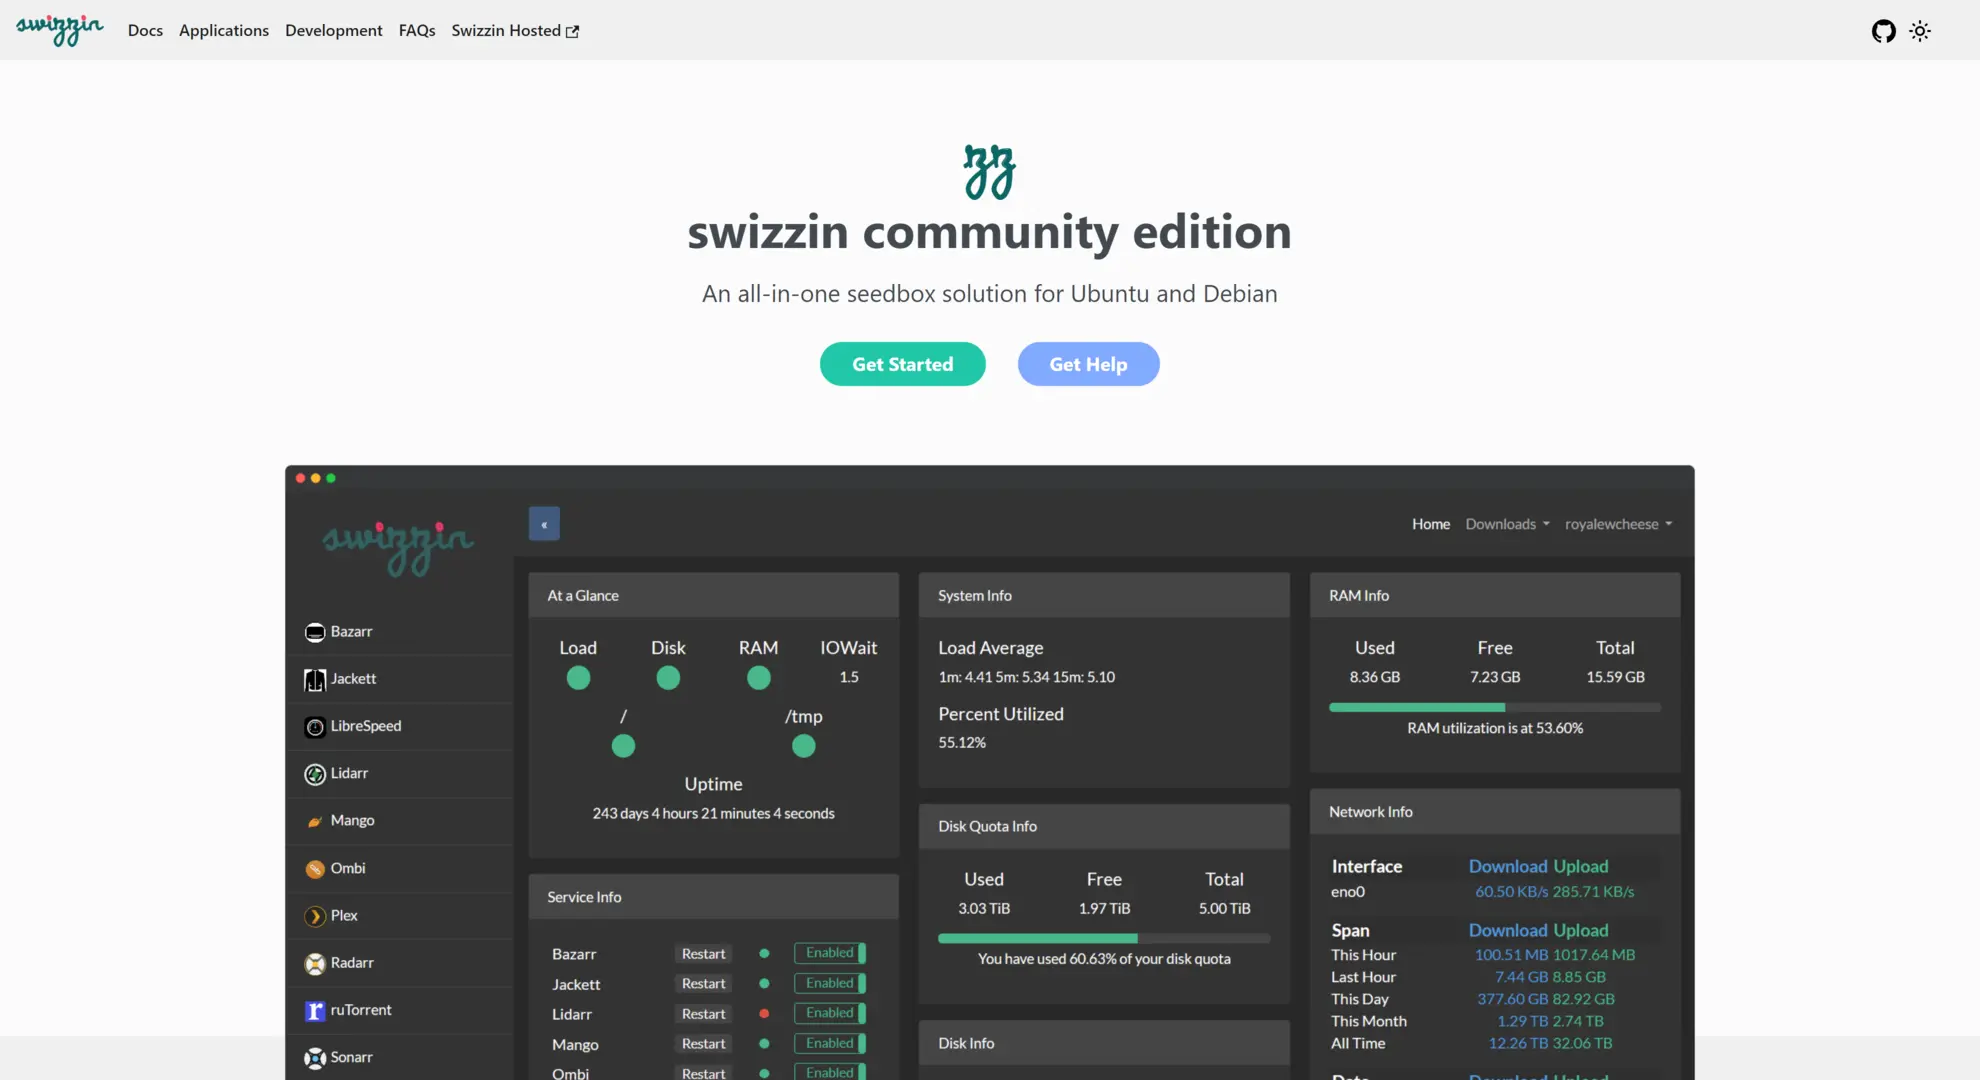 swizzin
Docs
Applications
Development
FAQs
Swizzin Hosted
zz
swizzin community edition
An all-in-one seedbox solution for Ubuntu and Debian
Get Started
Get Help
swizzin
«
Home
Downloads
royalewcheese
Bazarr
Jackett
LibreSpeed
Lidarr
Mango
Ombi
Plex
Radarr
ruTorrent
Sonarr
At a Glance
Load Disk RAM IOWait
1.5
/ /tmp
Uptime
243 days 4 hours 21 minutes 4 seconds
Service Info
Bazarr Restart Enabled
Jackett Restart Enabled
Lidarr Restart Enabled
Mango Restart Enabled
Ombi Restart Enabled
System Info
Load Average
1m: 4.41 5m: 5.34 15m: 5.10
Percent Utilized
55.12%
Disk Quota Info
Used Free Total
3.03 TiB 1.97 TiB 5.00 TiB
You have used 60.63% of your disk quota
Disk Info
RAM Info
Used Free Total
8.36 GB 7.23 GB 15.59 GB
RAM utilization is at 53.60%
Network Info
Interface Download Upload
eno0 60.50 KB/s 285.71 KB/s
Span Download Upload
This Hour 100.51 MB 1017.64 MB
Last Hour 7.44 GB 8.85 GB
This Day 377.60 GB 82.92 GB
This Month 1.29 TB 2.74 TB
All Time 12.26 TB 32.06 TB